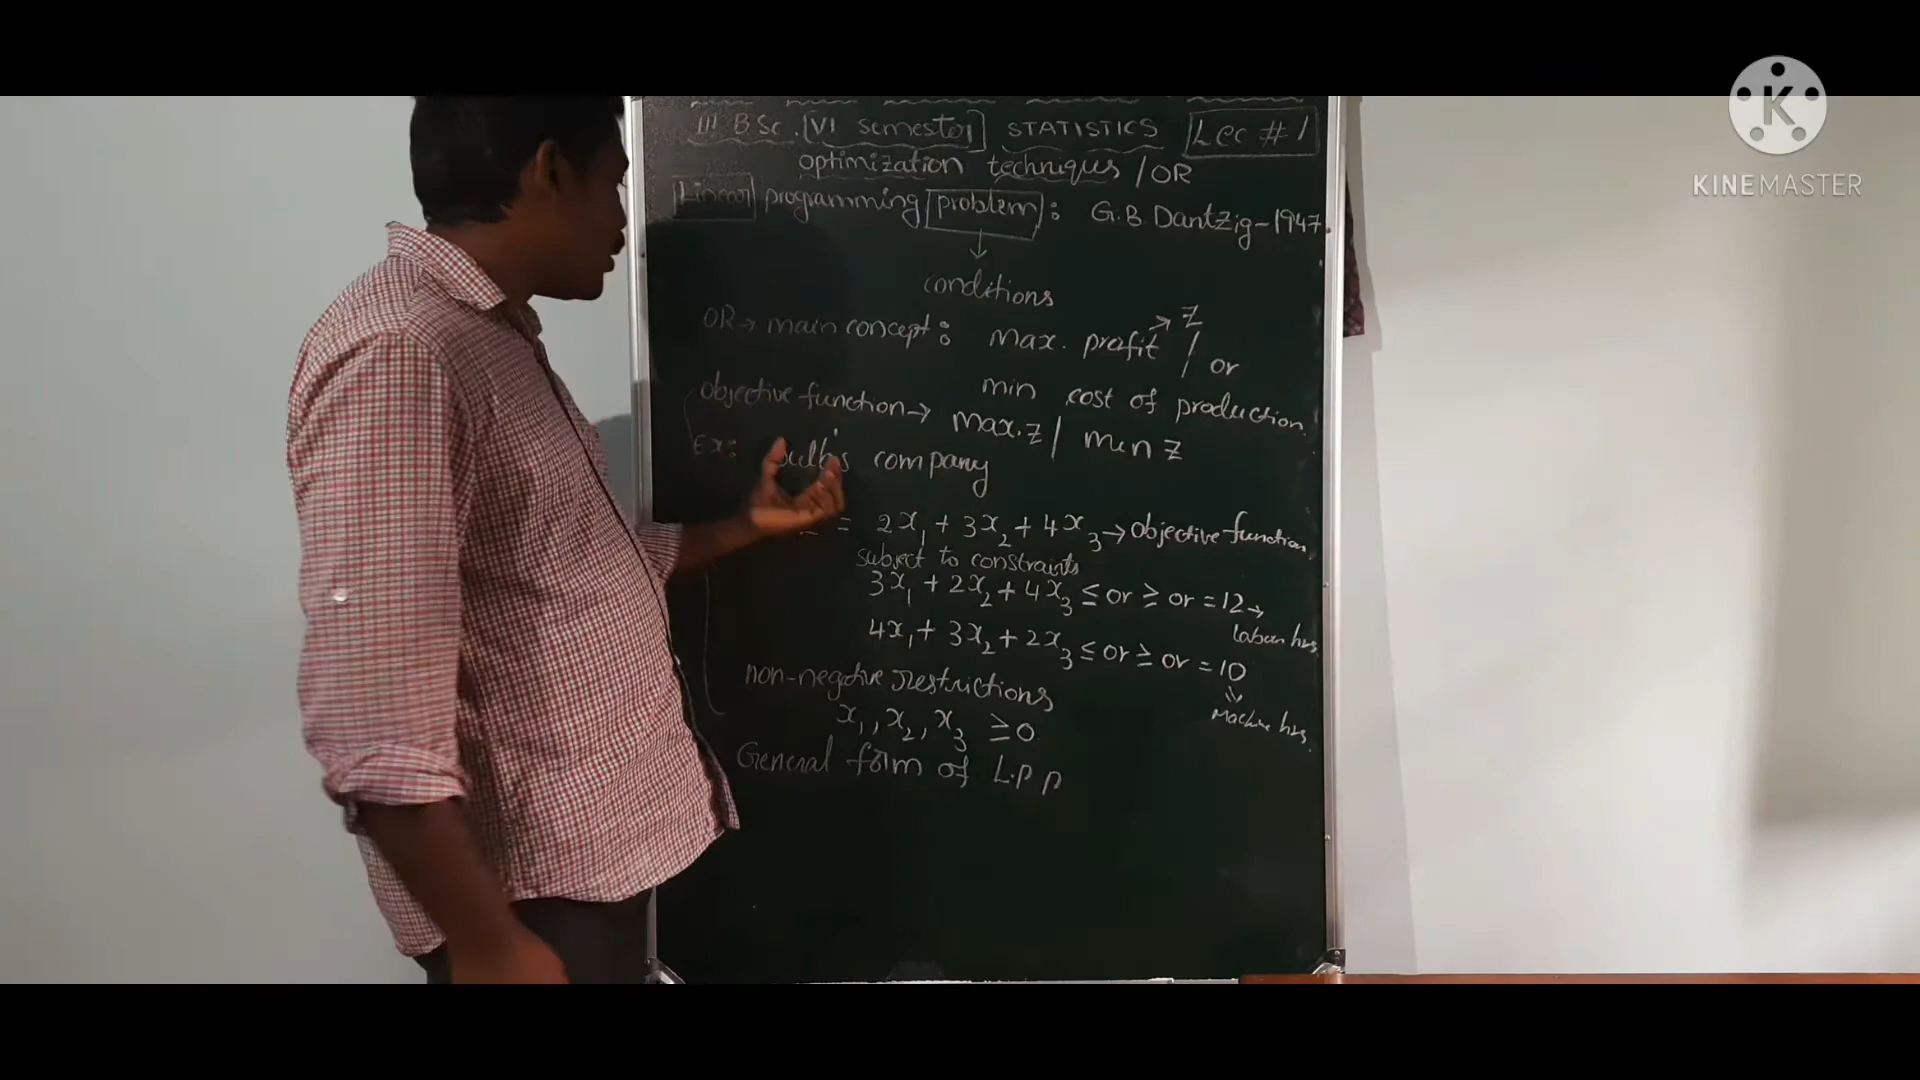 III BSc. VI semester STATISTICS Lec # 1
optimization techniques / OR
Linear programming problem : G.B Dantzig - 1947
↓
conditions
OR → main concept : max. profit → Z / or
min cost of production.
objective function → max. z / min z
Ex: company
= 2x₁ + 3x₂ + 4x₃ → objective function
subject to constraints
3x₁ + 2x₂ + 4x₃ ≤ or ≥ or = 12 →
labour hrs.
4x₁ + 3x₂ + 2x₃ ≤ or ≥ or = 10
non-negative restrictions
Machine hrs.
x₁, x₂, x₃ ≥ 0
General form of L.p p
K
KINEMASTER